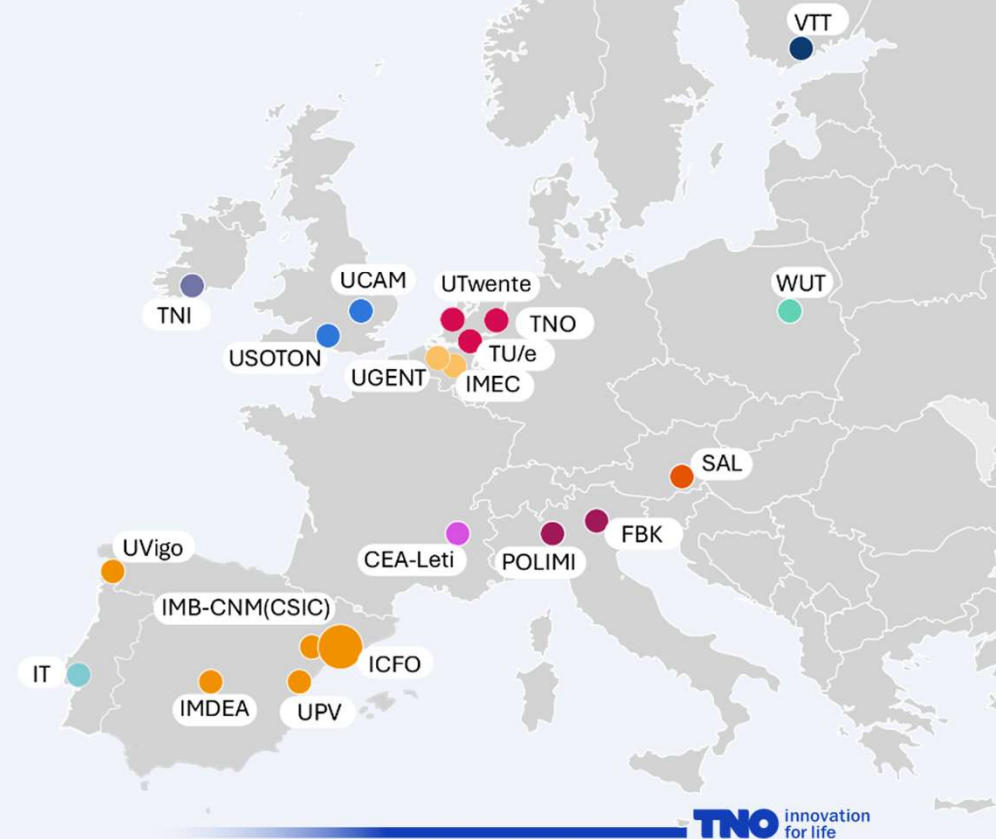 VTT
UCAM
UTwente
WUT
TNI
TNO
USOTON
TU/e
UGENT
IMEC
SAL
FBK
CEA-Leti
POLIMI
UVigo
IMB-CNM(CSIC)
ICFO
IT
IMDEA
UPV
TNO innovation
for life